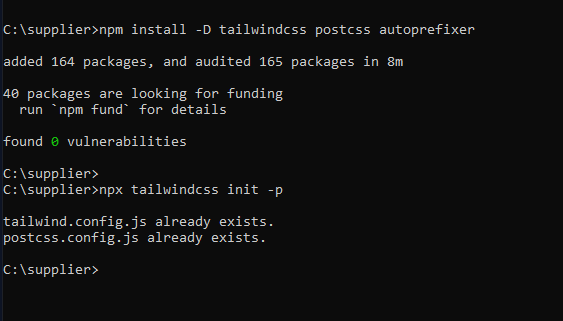 C:\supplier>npm install -D tailwindcss postcss autoprefixer
added 164 packages, and audited 165 packages in 8m
40 packages are looking for funding
  run `npm fund` for details
found 0 vulnerabilities
C:\supplier>
C:\supplier>npx tailwindcss init -p
tailwind.config.js already exists.
postcss.config.js already exists.
C:\supplier>